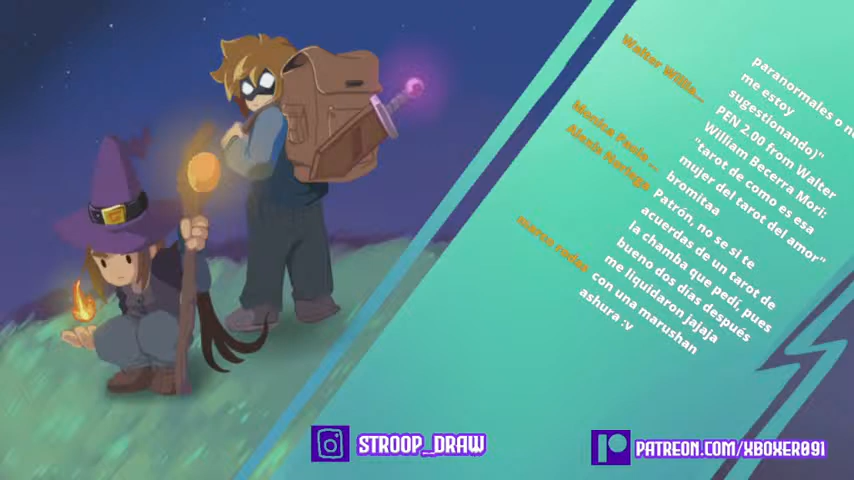 Walter Willia...
paranormales o no
me estoy
sugestionando)"
PEN 2.00 from Walter
William Becerra Mori:
"tarot de como es esa
mujer del tarot del amor"
Monica Paola ...
bromitaa
Alexis Noriega
Patrón, no se si te
acuerdas de un tarot de
la chamba que pedí, pues
bueno dos días después
me liquidaron jajaja
con una marushan
ashura :v
STROOP_DRAW
PATREON.COM/XBOXER091